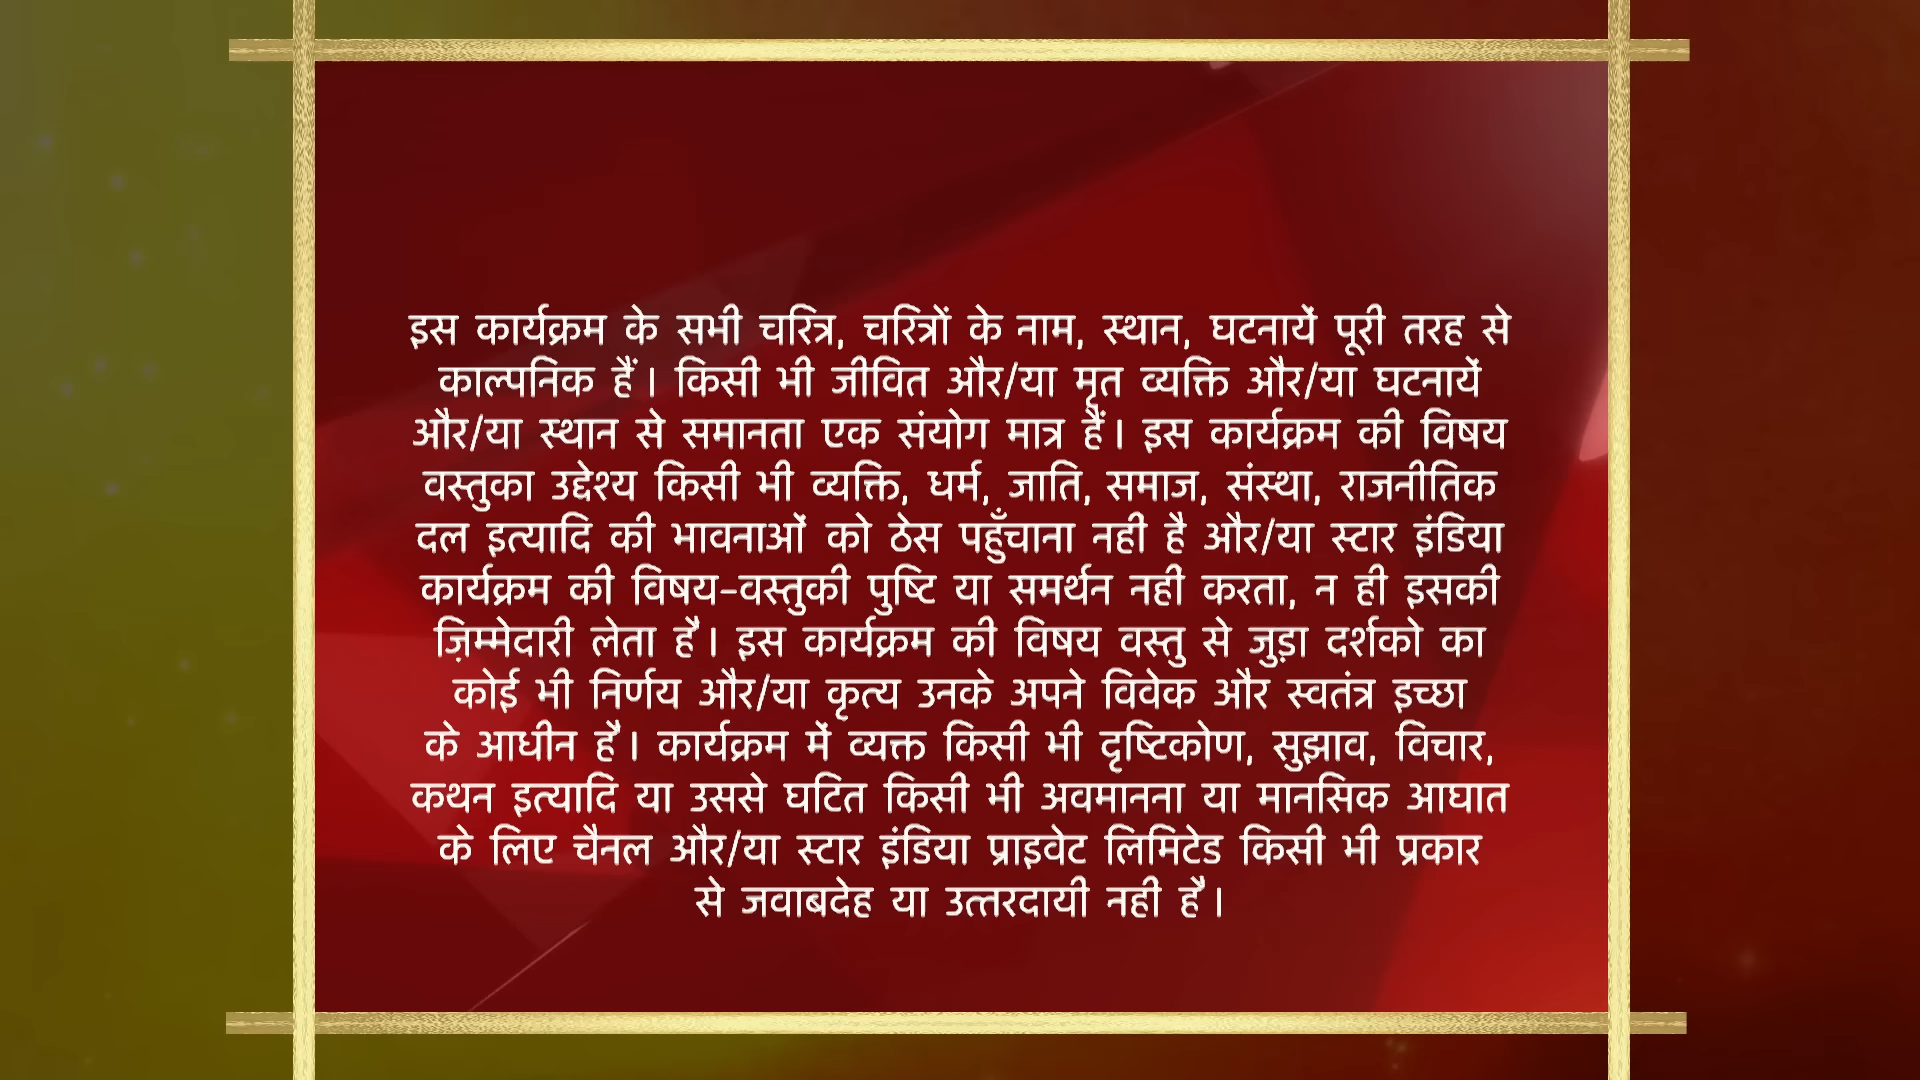 इस कार्यक्रम के सभी चरित्र, चरित्रों के नाम, स्थान, घटनायें पूरी तरह से
काल्पनिक हैं। किसी भी जीवित और/या मृत व्यक्ति और/या घटनायें
और/या स्थान से समानता एक संयोग मात्र हैं। इस कार्यक्रम की विषय
वस्तुका उद्देश्य किसी भी व्यक्ति, धर्म, जाति, समाज, संस्था, राजनीतिक
दल इत्यादि की भावनाओं को ठेस पहुँचाना नही है और/या स्टार इंडिया
कार्यक्रम की विषय-वस्तुकी पुष्टि या समर्थन नहीं करता, न ही इसकी
ज़िम्मेदारी लेता है। इस कार्यक्रम की विषय वस्तु से जुड़ा दर्शको का
कोई भी निर्णय और/या कृत्य उनके अपने विवेक और स्वतंत्र इच्छा
के आधीन है। कार्यक्रम में व्यक्त किसी भी दृष्टिकोण, सुझाव, विचार,
कथन इत्यादि या उससे घटित किसी भी अवमानना या मानसिक आघात
के लिए चैनल और/या स्टार इंडिया प्राइवेट लिमिटेड किसी भी प्रकार
से जवाबदेह या उत्तरदायी नही है।